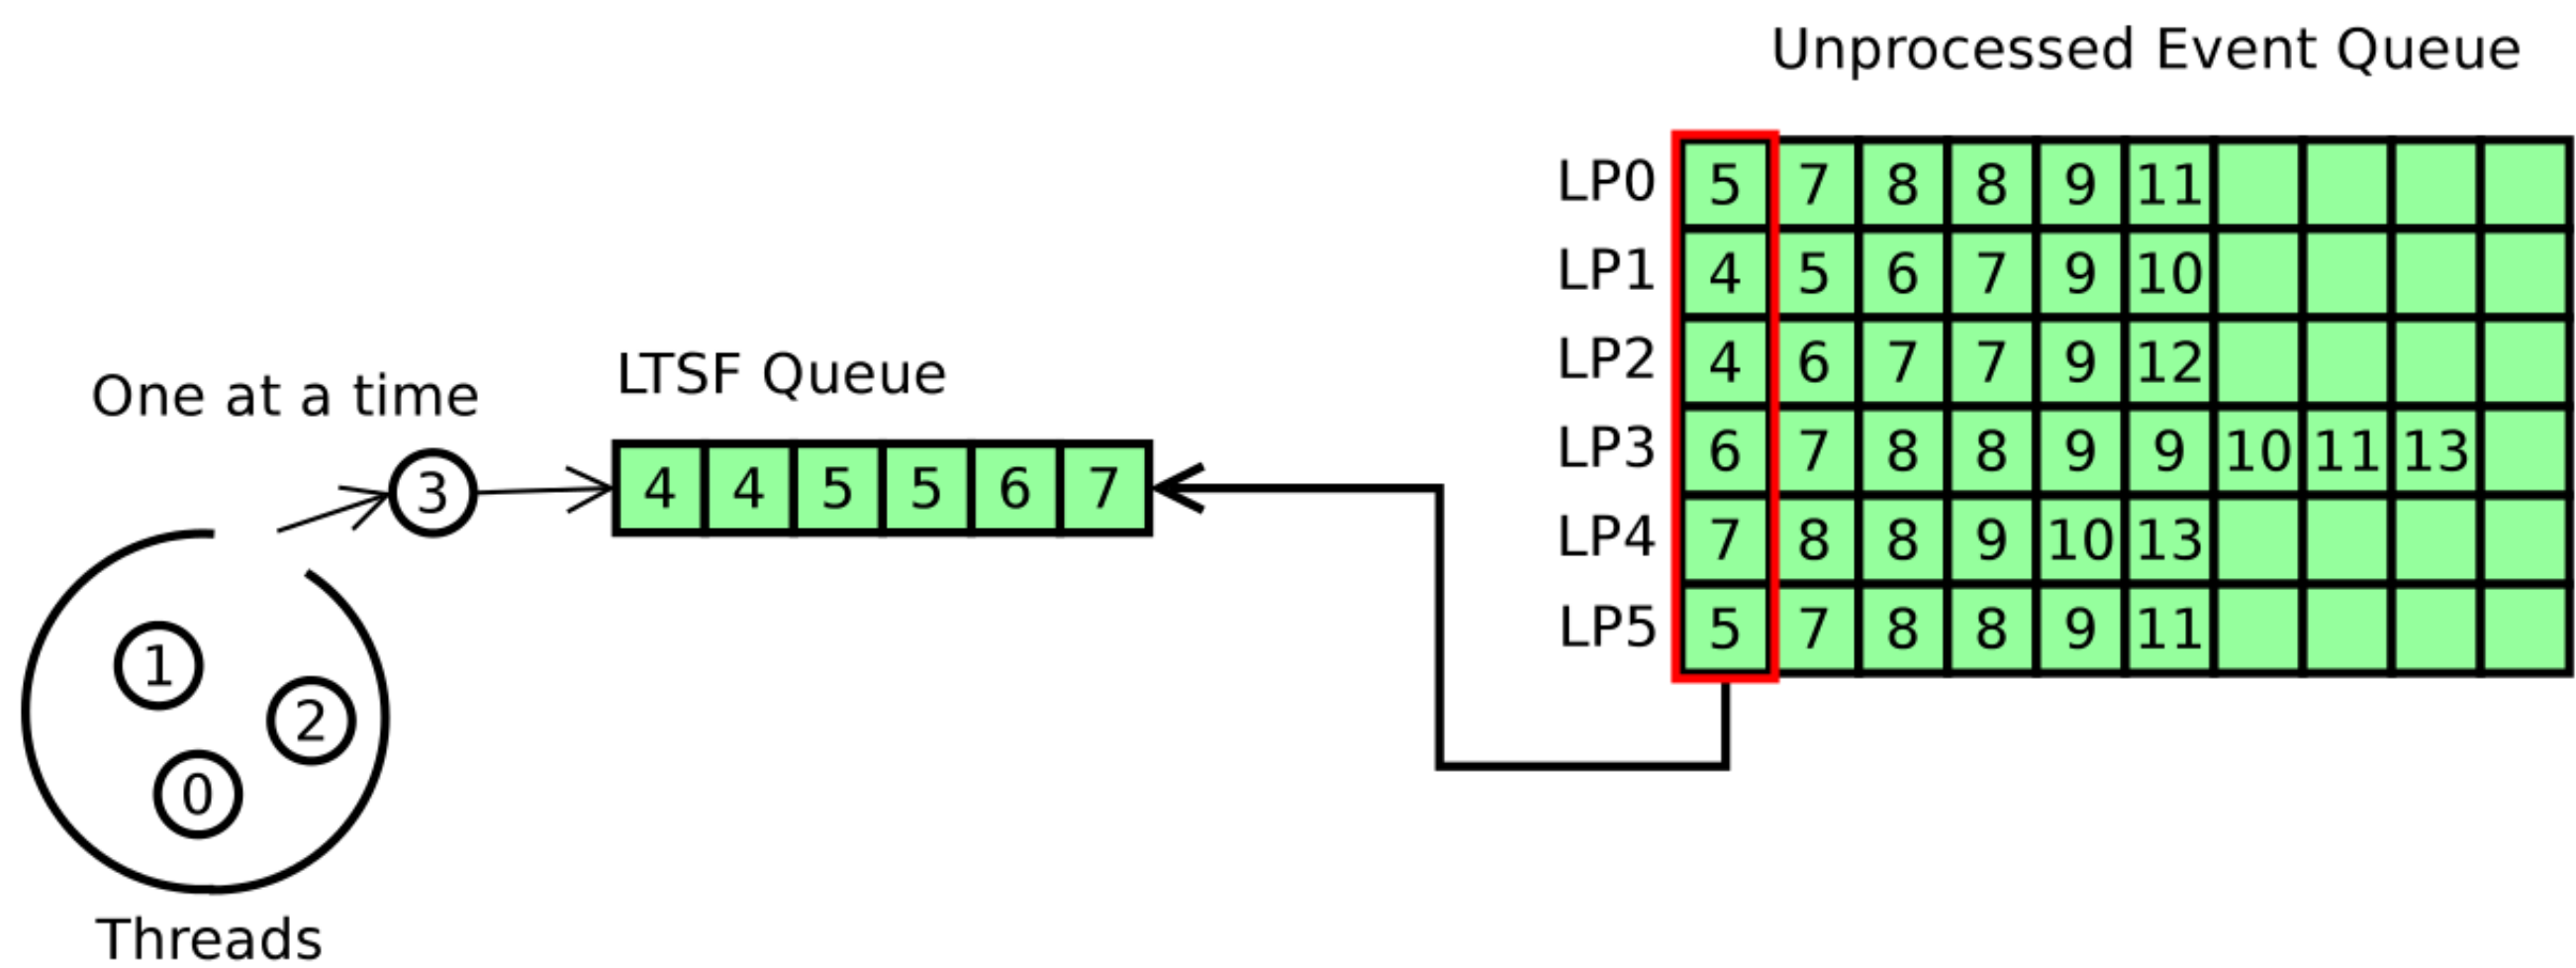 Unprocessed Event Queue
LP0 5 7 8 8 9 11
LP1 4 5 6 7 9 10
LP2 4 6 7 7 9 12
LP3 6 7 8 8 9 9 10 11 13
LP4 7 8 8 9 10 13
LP5 5 7 8 8 9 11
LTSF Queue
4 4 5 5 6 7
One at a time
3
1
2
0
Threads